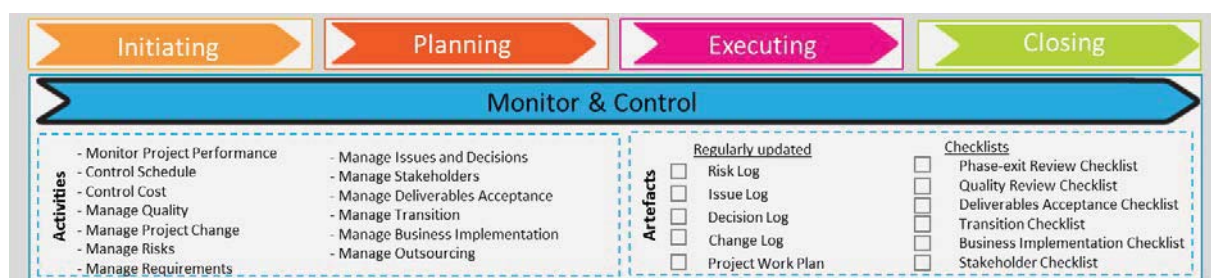 Initiating
Planning
Executing
Closing
Monitor & Control
Activities
- Monitor Project Performance
- Control Schedule
- Control Cost
- Manage Quality
- Manage Project Change
- Manage Risks
- Manage Requirements
- Manage Issues and Decisions
- Manage Stakeholders
- Manage Deliverables Acceptance
- Manage Transition
- Manage Business Implementation
- Manage Outsourcing
Artefacts
Regularly updated
Risk Log
Issue Log
Decision Log
Change Log
Project Work Plan
Checklists
Phase-exit Review Checklist
Quality Review Checklist
Deliverables Acceptance Checklist
Transition Checklist
Business Implementation Checklist
Stakeholder Checklist